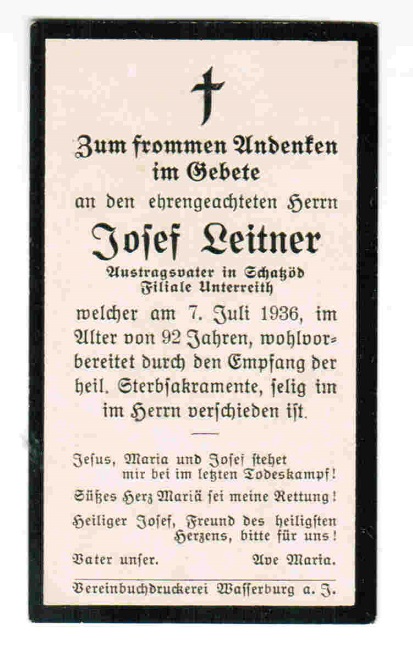 Zum frommen Andenken
im Gebete
an den ehrengeachteten Herrn
Josef Leitner
Austragsvater in Schatzöd
Filiale Unterreith
welcher am 7. Juli 1936, im
Alter von 92 Jahren, wohlvor-
bereitet durch den Empfang der
heil. Sterbsakramente, selig im
im Herrn verschieden ist.
Jesus, Maria und Josef stehet
mir bei im letzten Todeskampf!
Süßes Herz Mariä sei meine Rettung!
Heiliger Josef, Freund des heiligsten
Herzens, bitte für uns!
Vater unser. Ave Maria.
Vereinbuchdruckerei Wasserburg a. J.